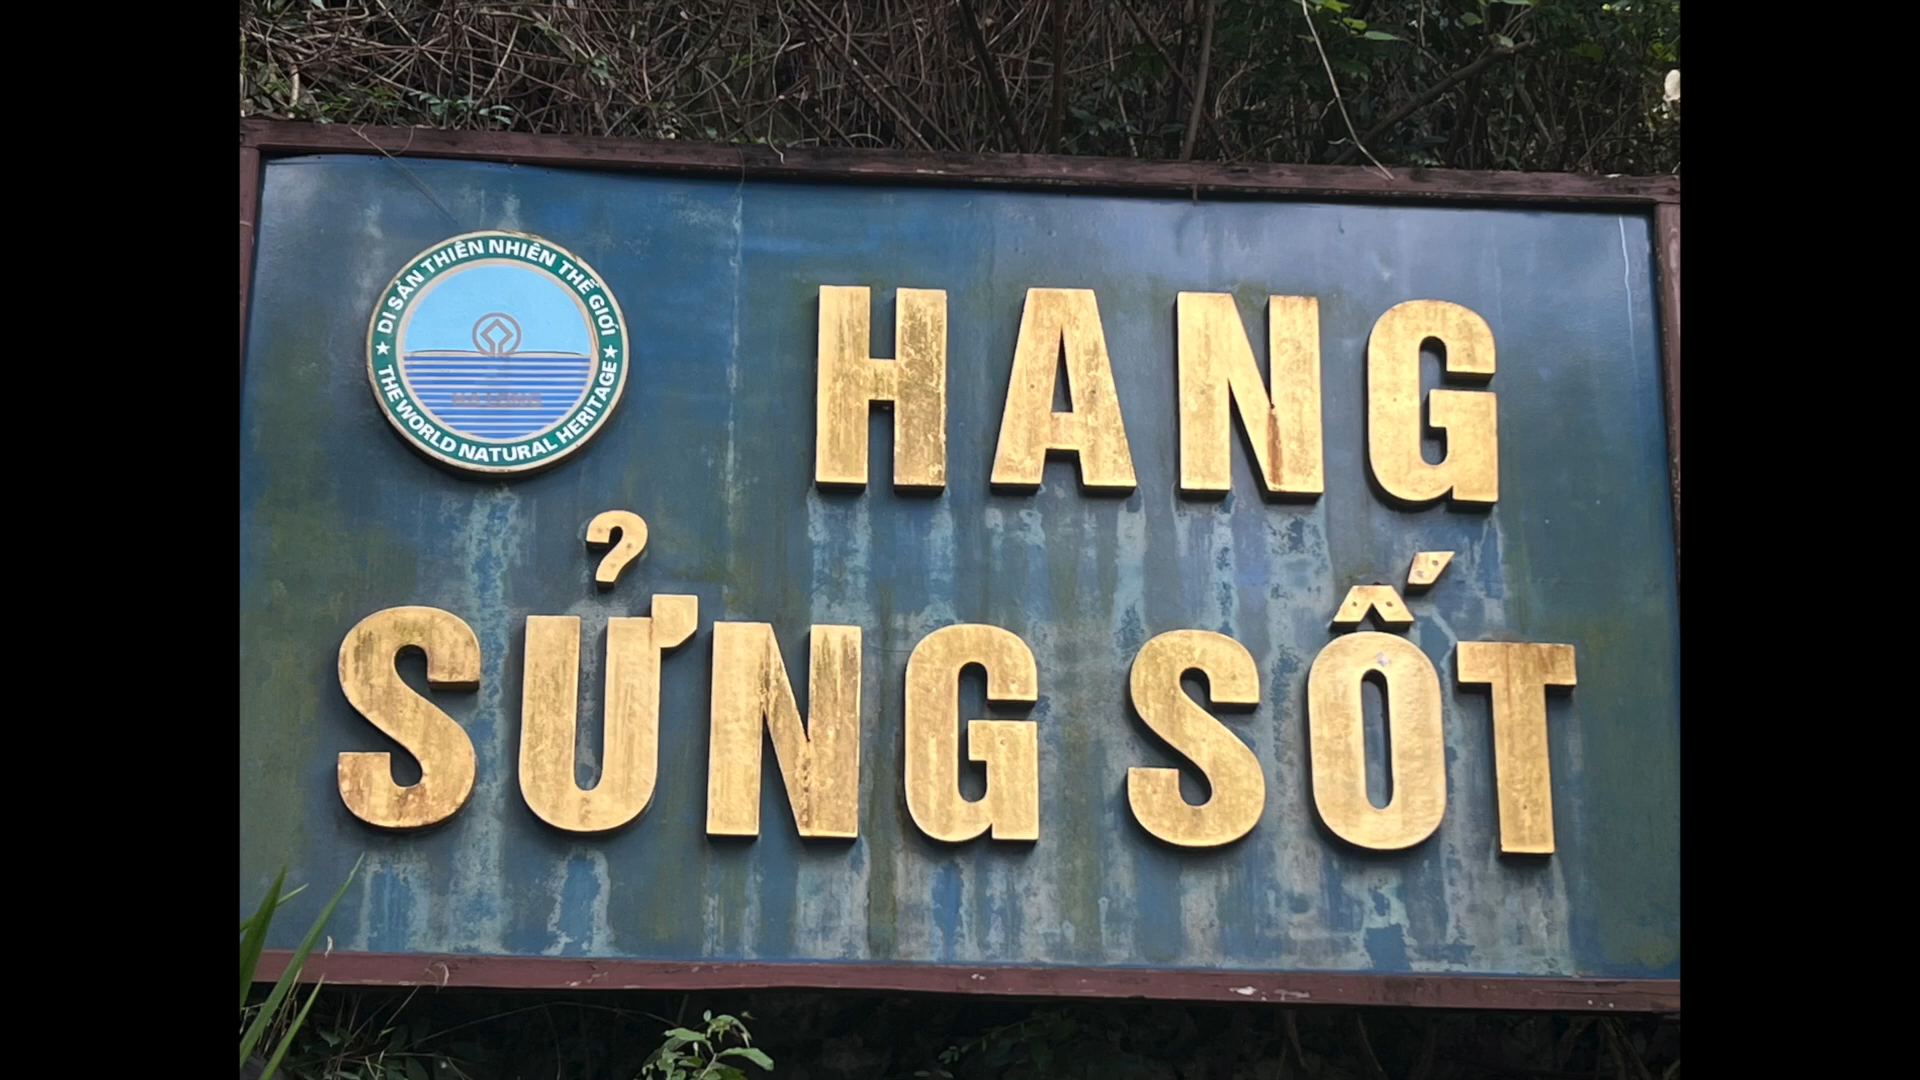 DI SẢN THIÊN NHIÊN THẾ GIỚI
THE WORLD NATURAL HERITAGE
HANG
SỬNG SỐT